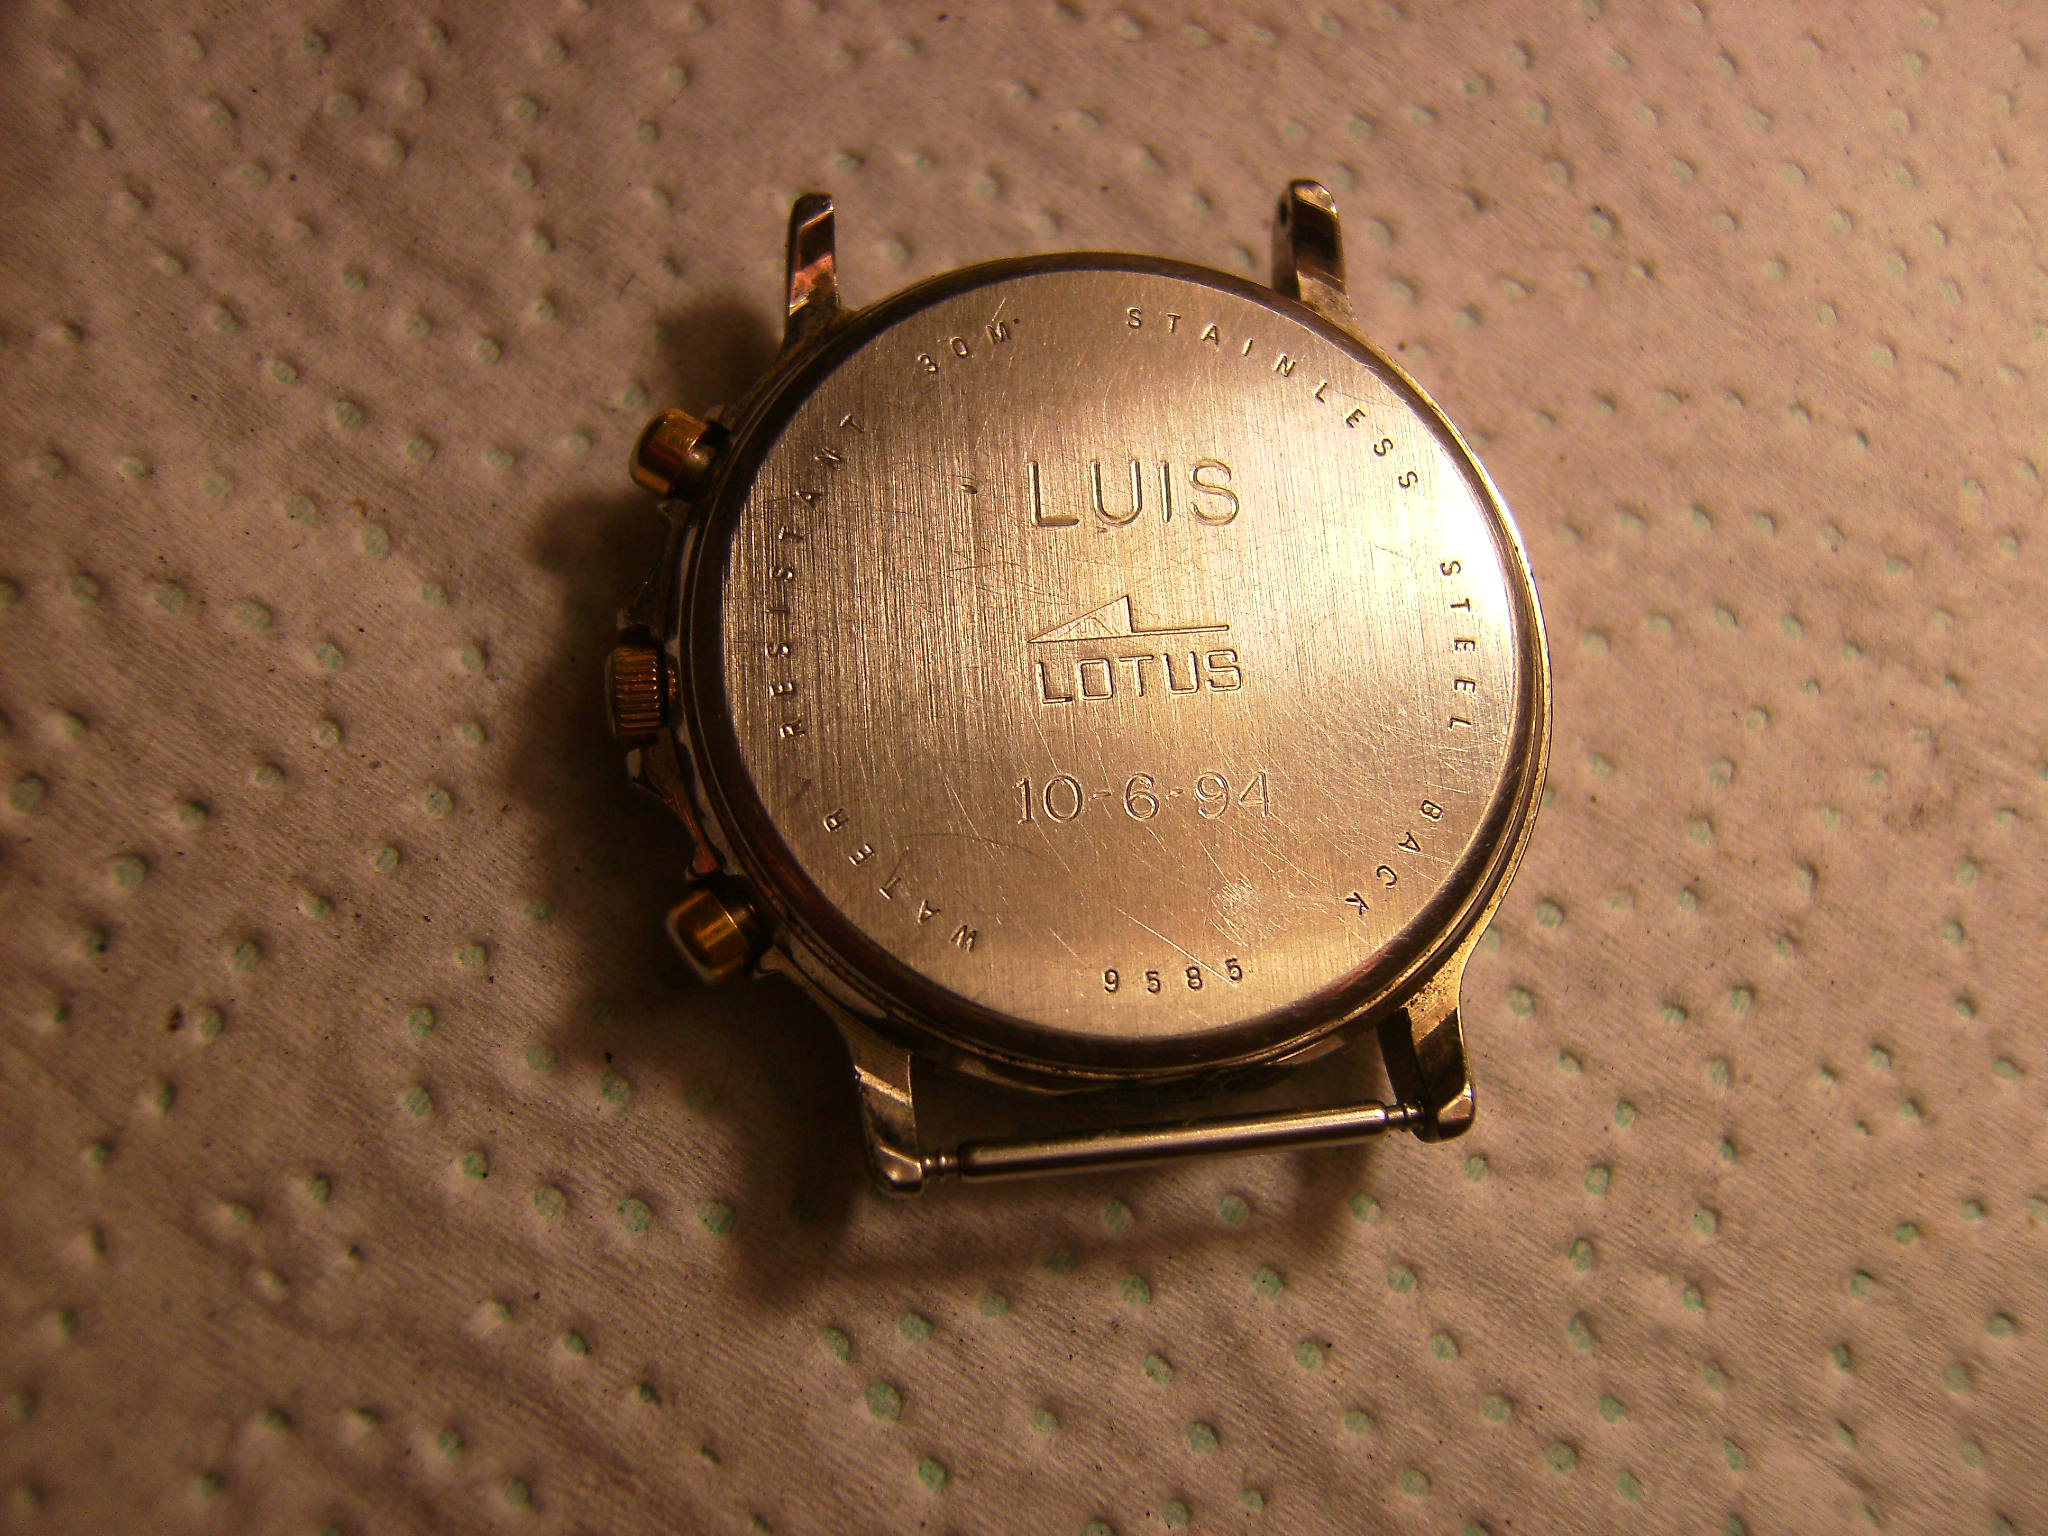 WATER RESISTANT 30M. STAINLESS STEEL BACK
LUIS
LOTUS
10-6-94
9585